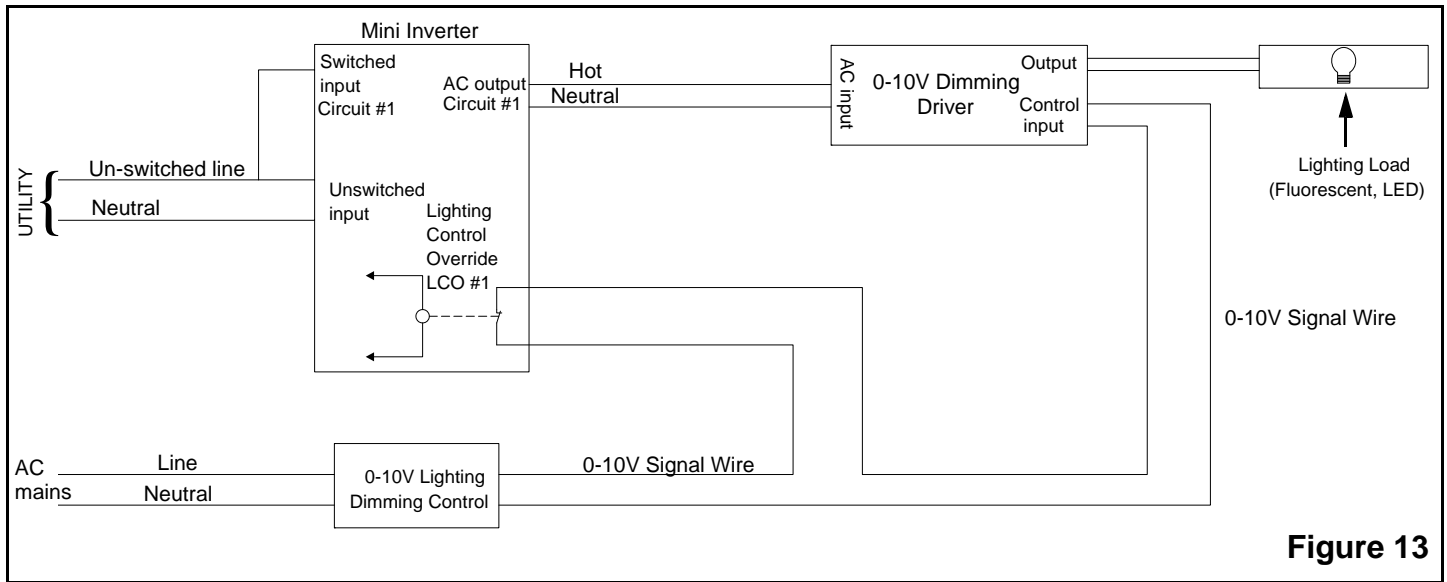 Mini Inverter
Switched
input
Circuit #1
AC output
Circuit #1
Hot
Neutral
AC input
0-10V Dimming
Driver
Output
Control
input
Lighting Load
(Fluorescent, LED)
UTILITY
{
Un-switched line
Neutral
Unswitched
input
Lighting
Control
Override
LCO #1
0-10V Signal Wire
AC
mains
Line
Neutral
0-10V Lighting
Dimming Control
0-10V Signal Wire
Figure 13